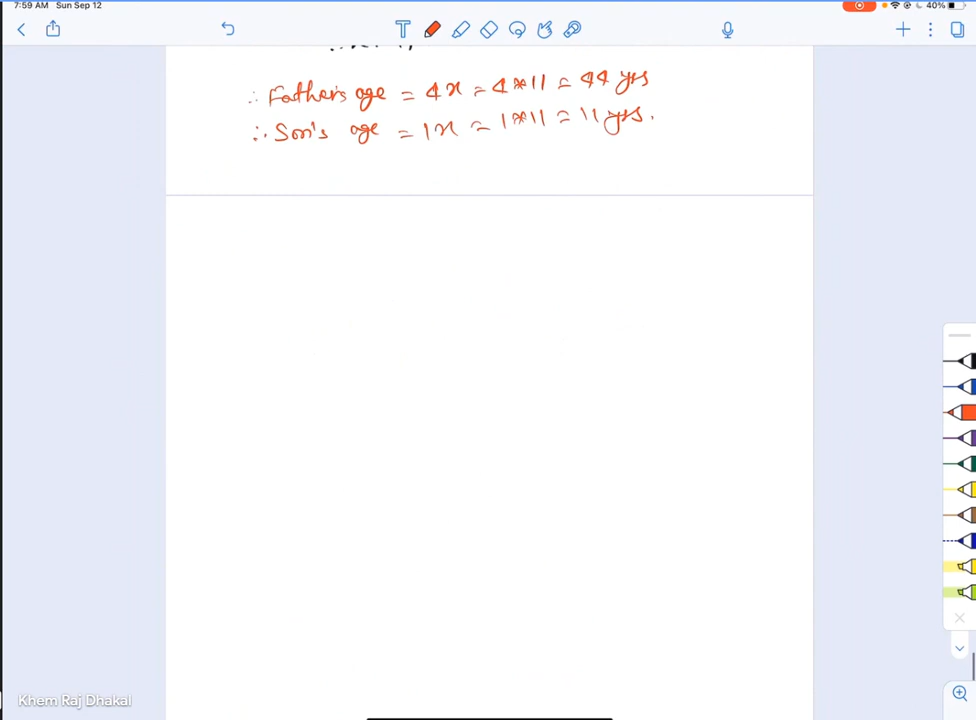 7:59 AM Sun Sep 12
40%
∴ Father's age = 4x = 4*11 = 44 yrs
∴ Son's age = 1x = 1*11 = 11 yrs.
Khem Raj Dhakal